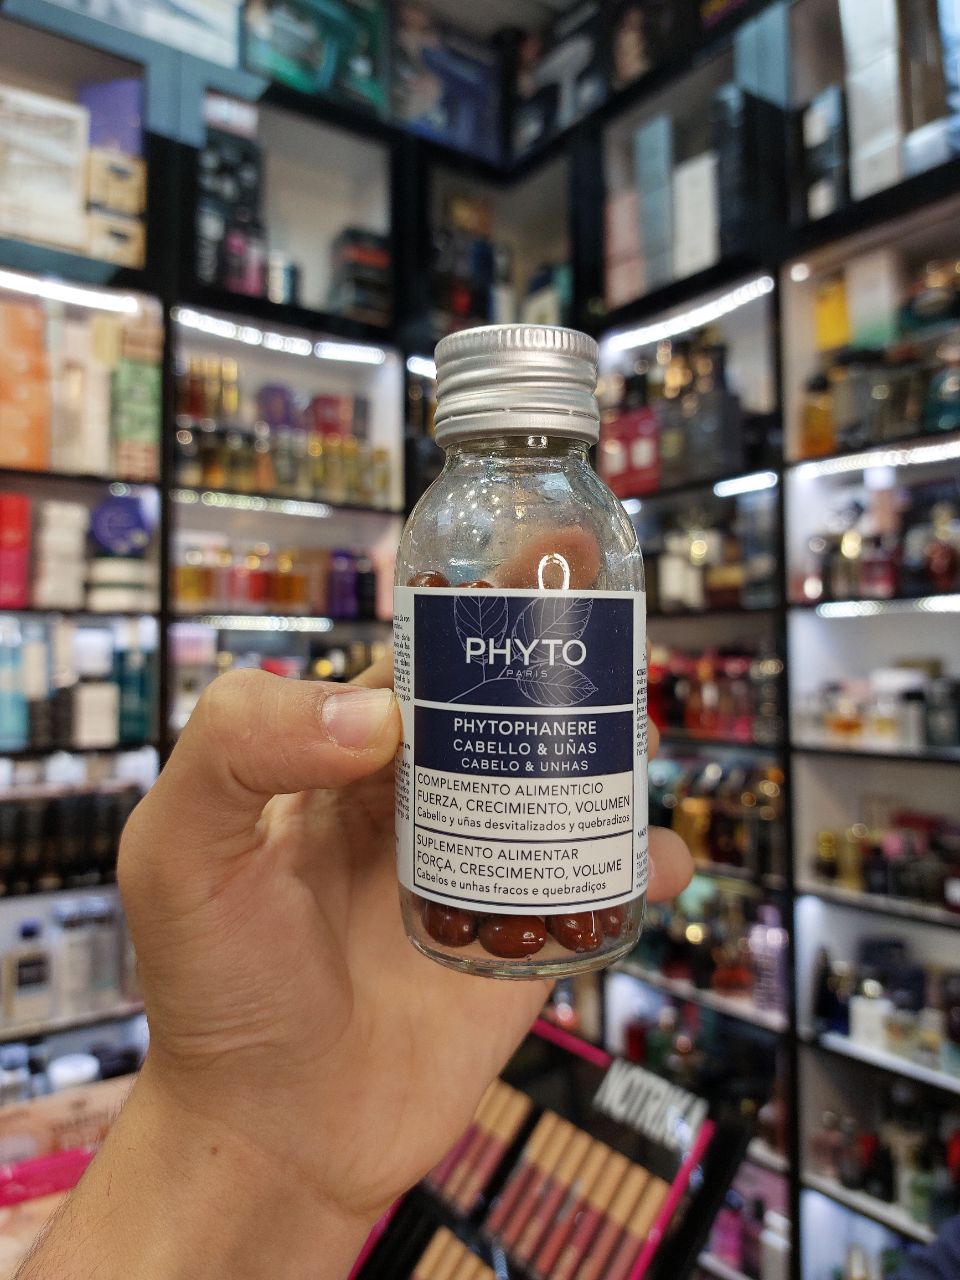 PHYTO
PARIS
PHYTOPHANERE
CABELLO & UÑAS
CABELO & UNHAS
COMPLEMENTO ALIMENTICIO
FUERZA, CRECIMIENTO, VOLUMEN
Cabello y uñas desvitalizados y quebradizos
SUPLEMENTO ALIMENTAR
FORÇA, CRESCIMENTO, VOLUME
Cabelos e unhas fracos e quebradiços